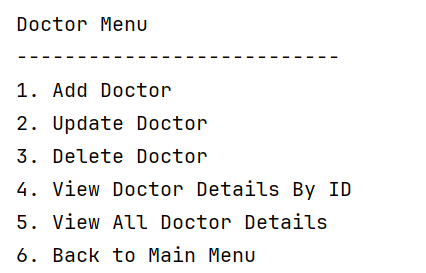 Doctor Menu
---------------------------
1. Add Doctor
2. Update Doctor
3. Delete Doctor
4. View Doctor Details By ID
5. View All Doctor Details
6. Back to Main Menu